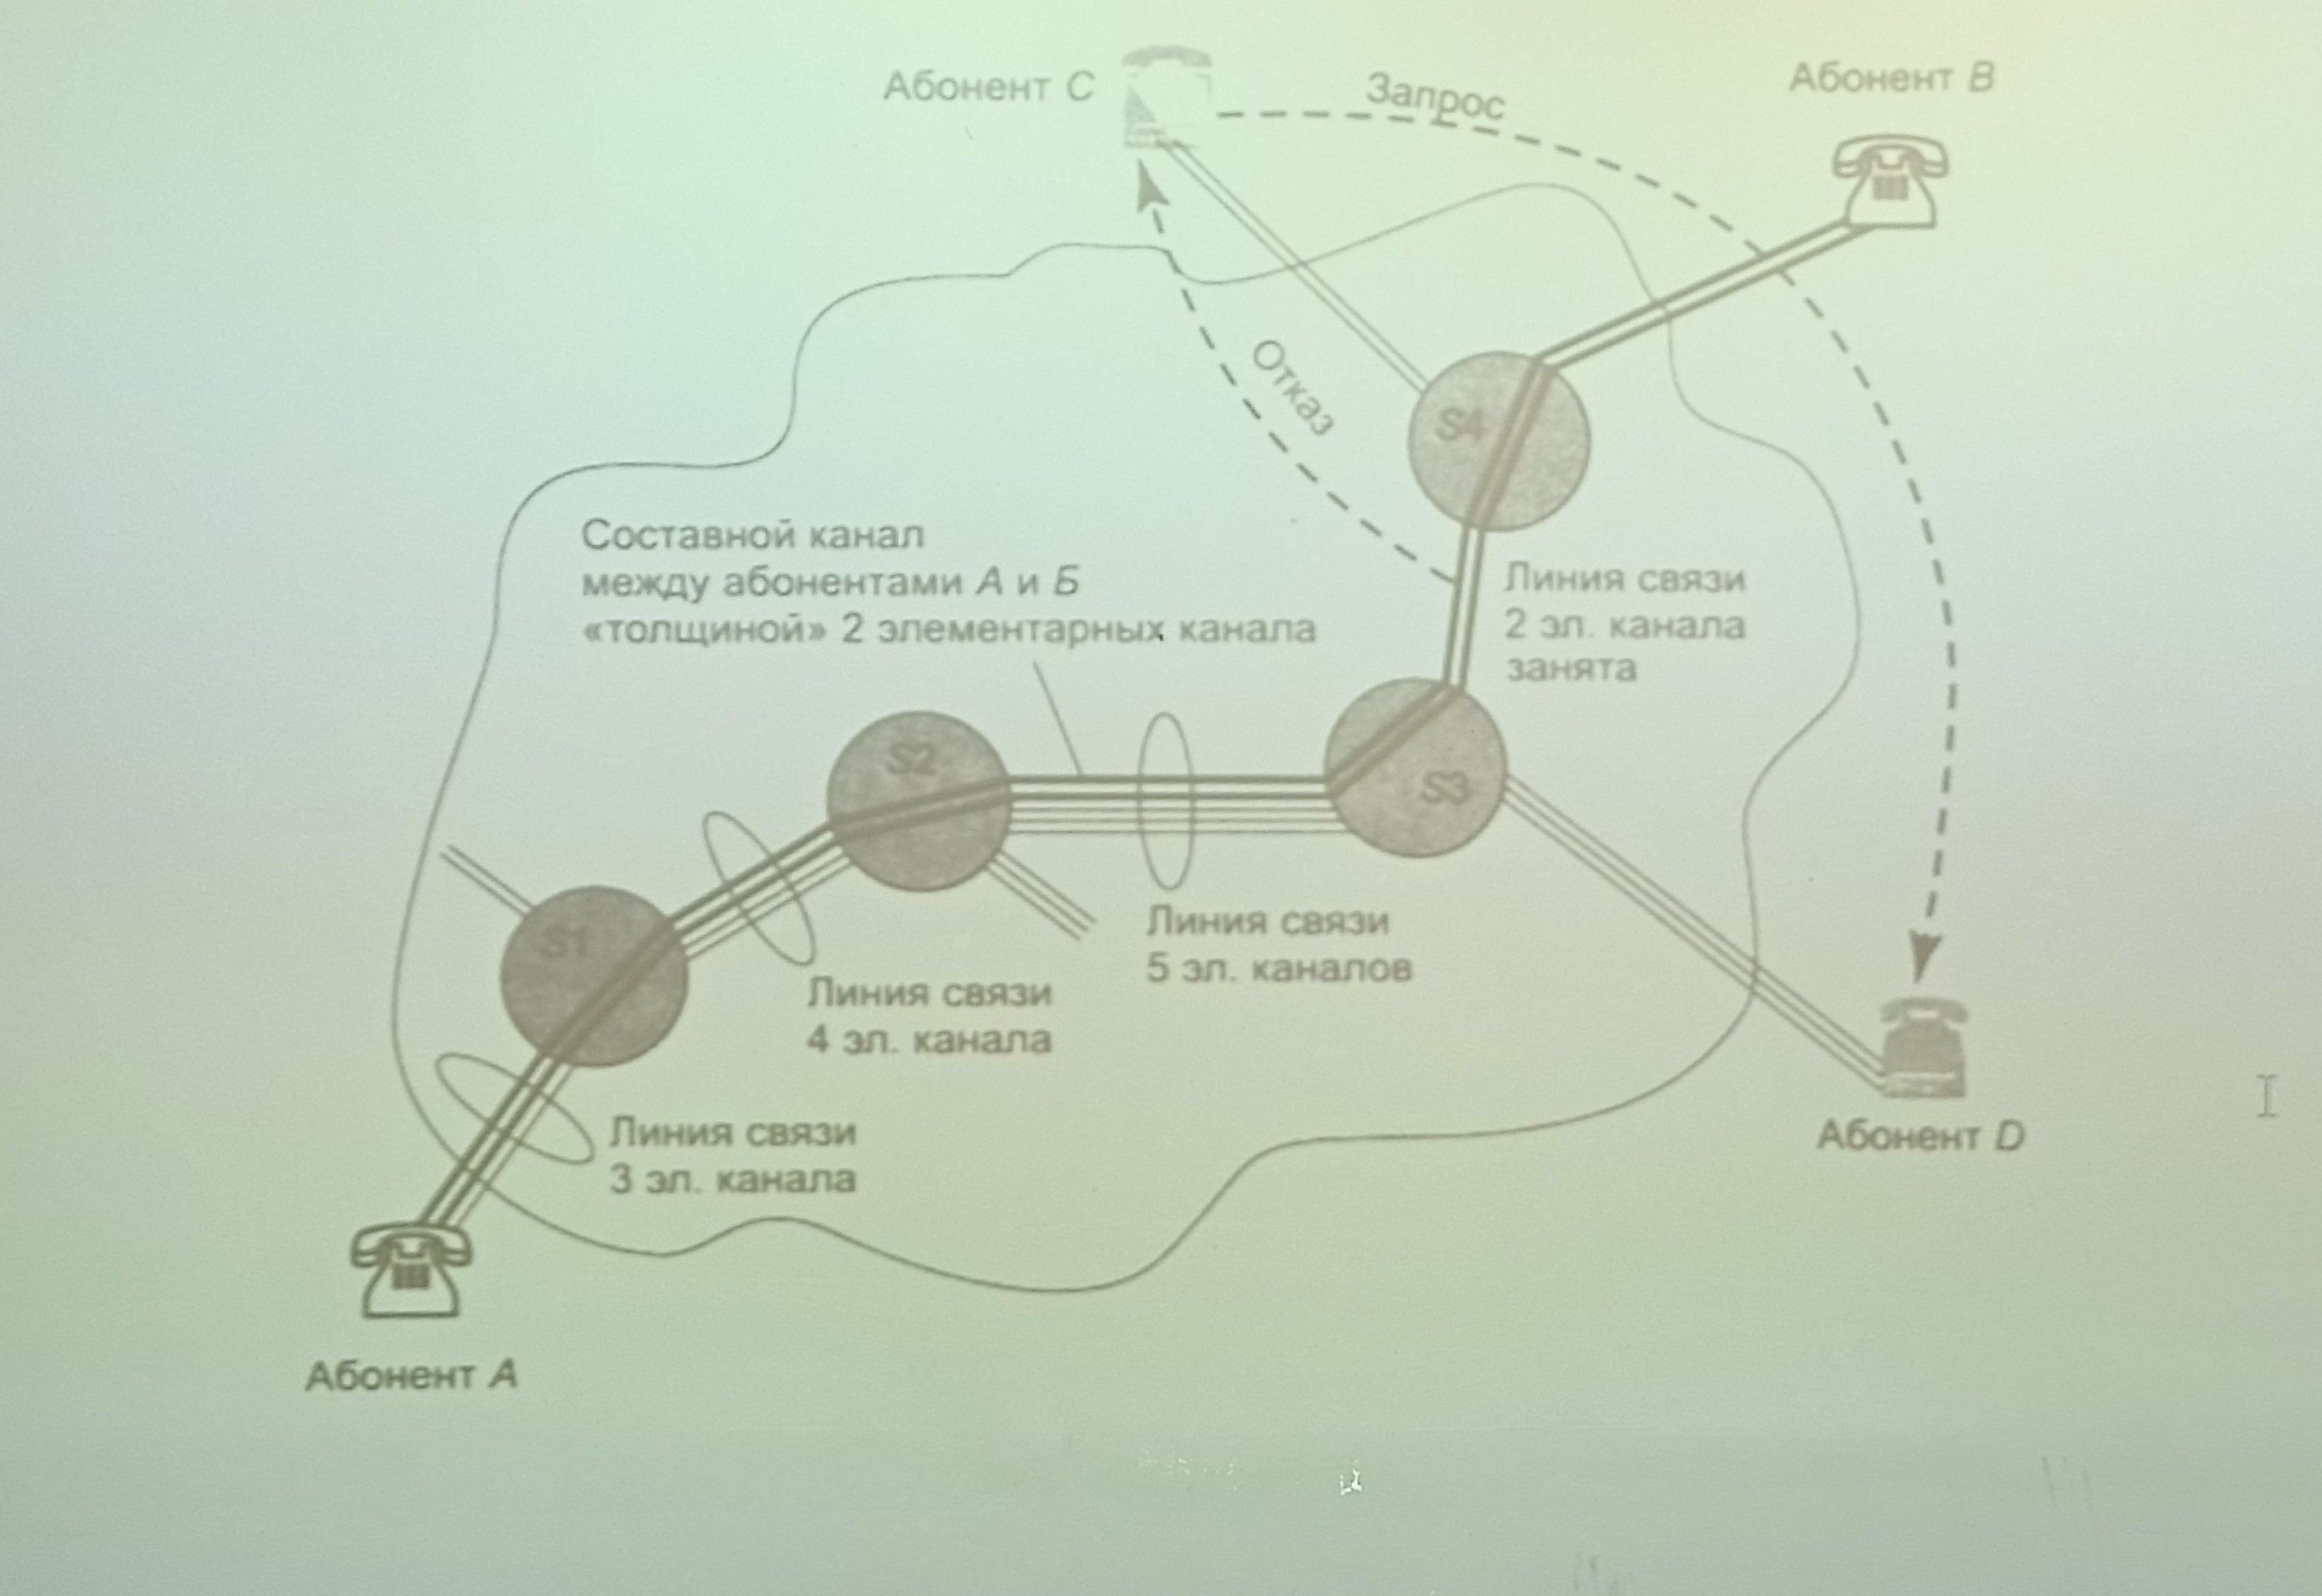 Абонент C
Запрос
Абонент B
Отказ
S4
Составной канал
между абонентами А и Б
«толщиной» 2 элементарных канала
Линия связи
2 эл. канала
занята
S2
S3
S1
Линия связи
5 эл. каналов
Линия связи
4 эл. канала
Линия связи
3 эл. канала
Абонент D
Абонент A